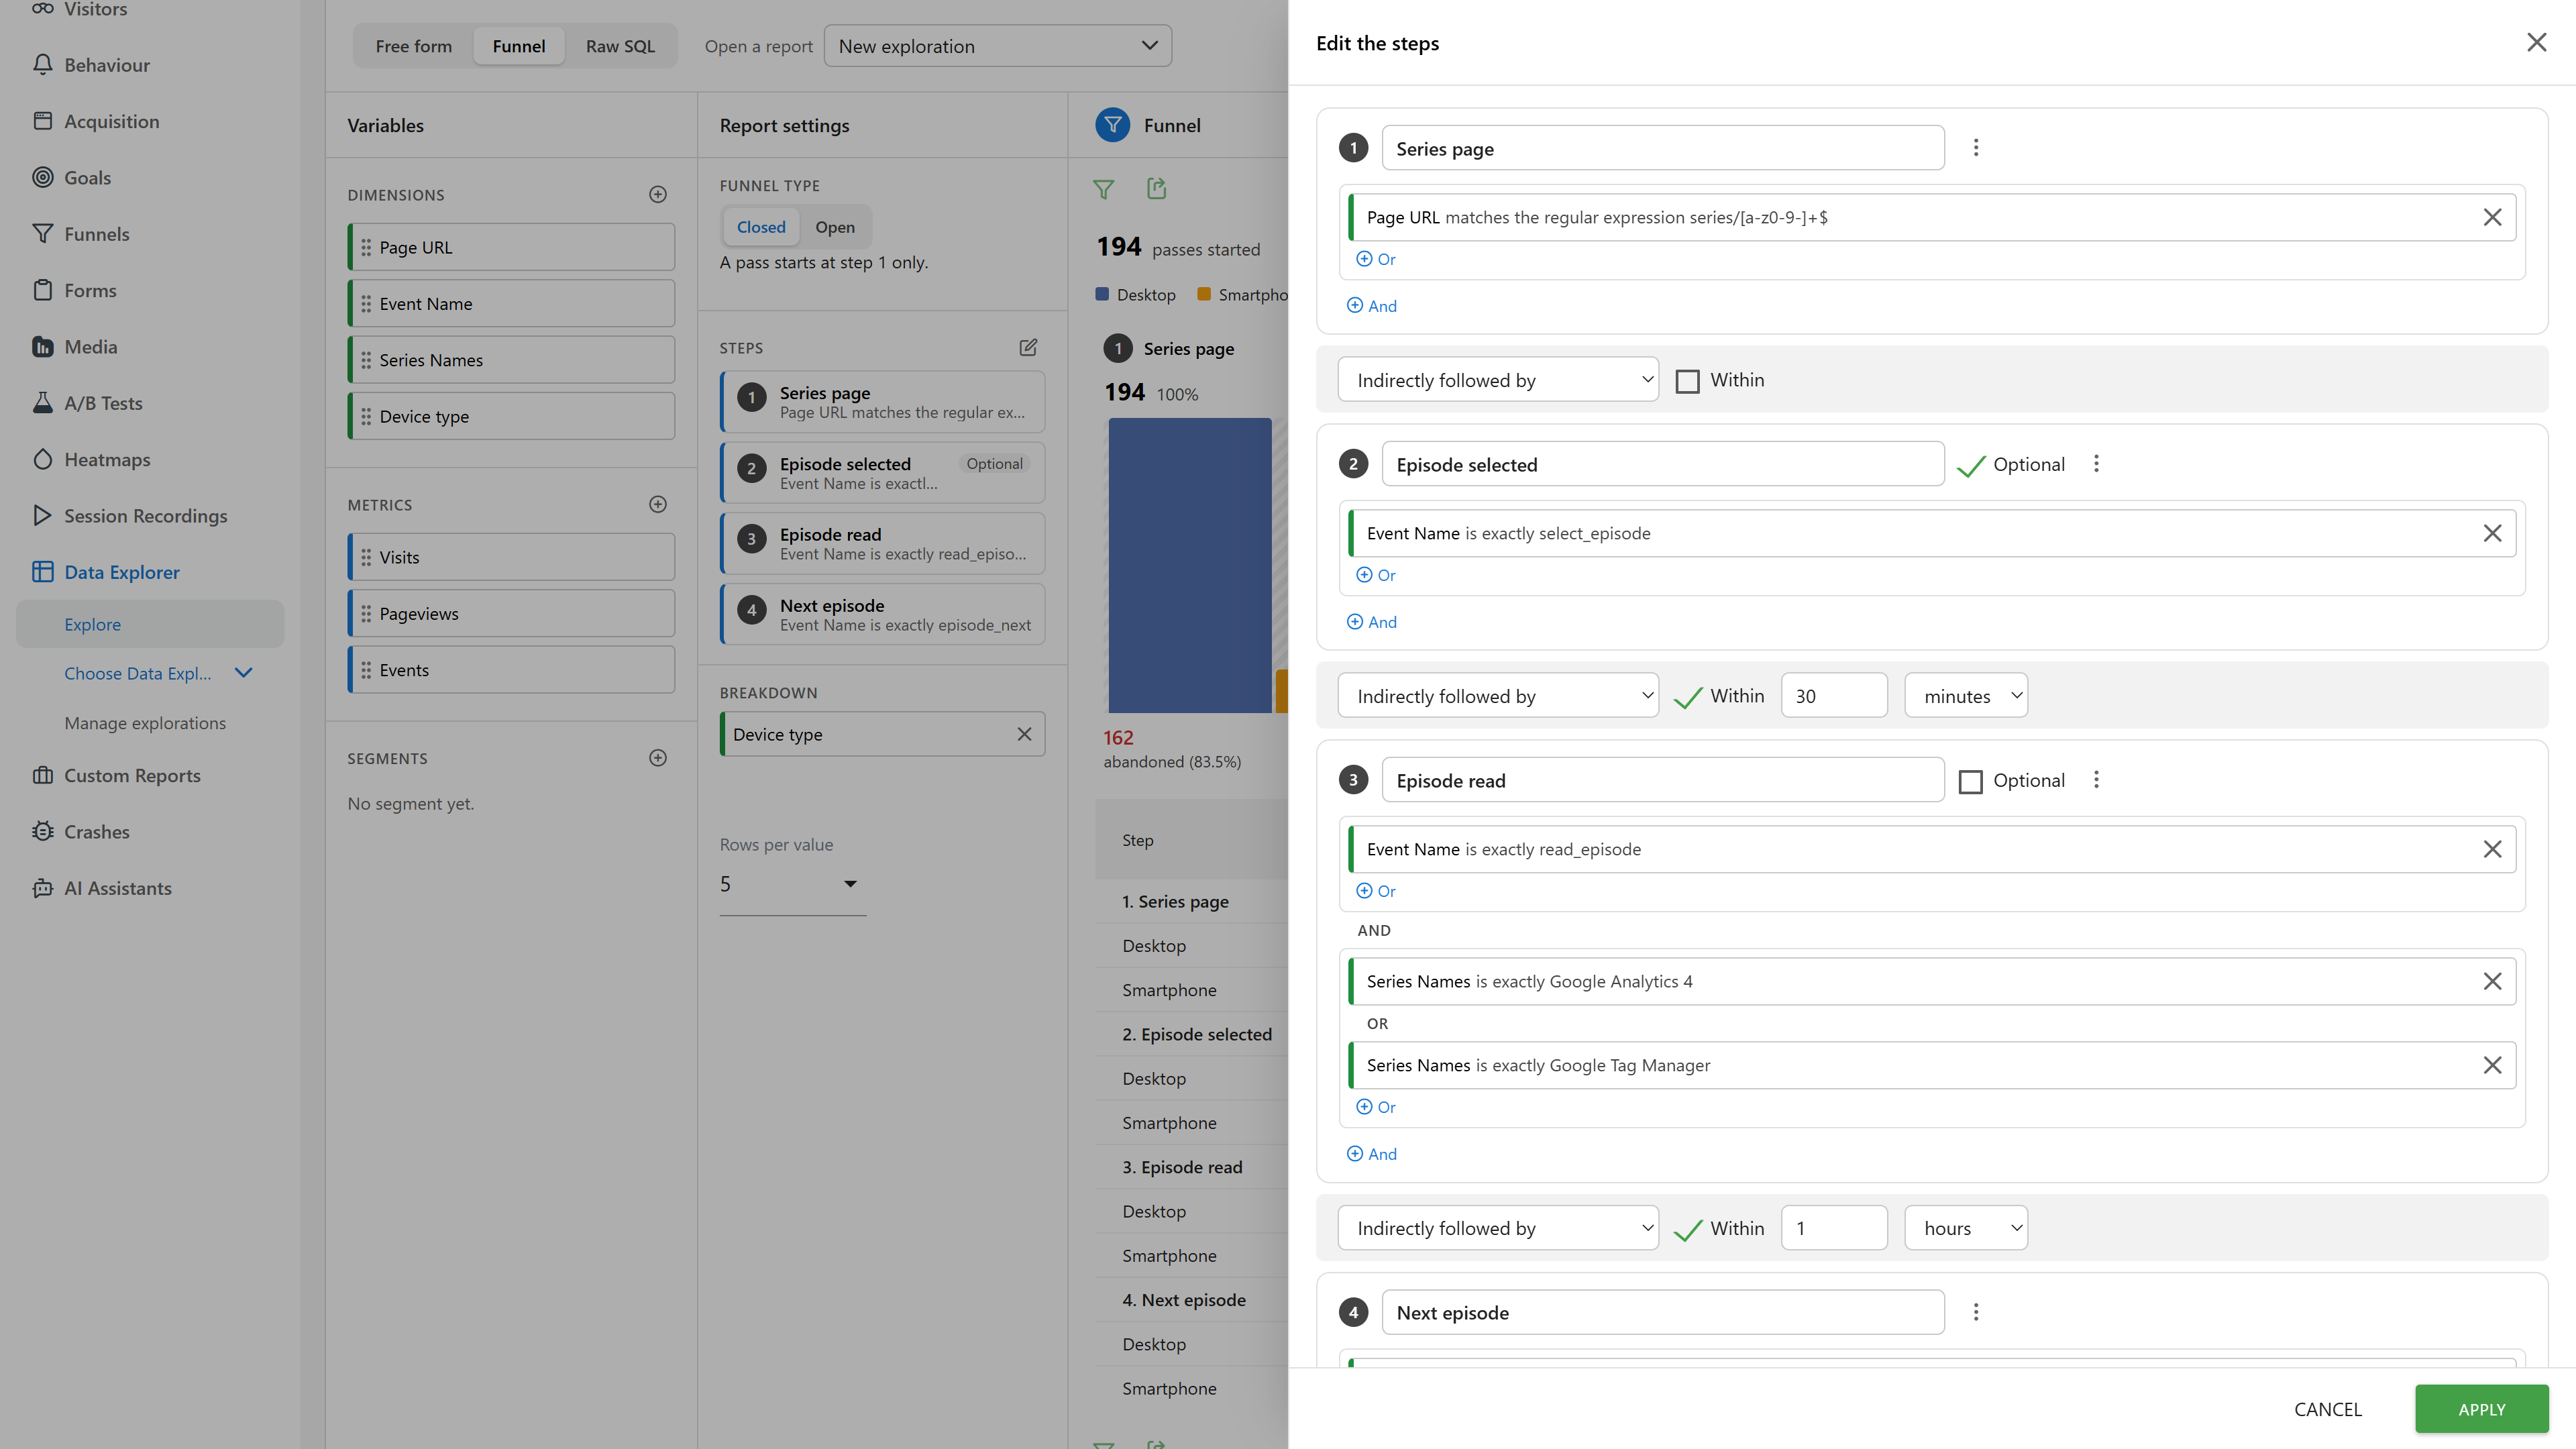 Visitors
Behaviour
Acquisition
Goals
Funnels
Forms
Media
A/B Tests
Heatmaps
Session Recordings
Data Explorer
Explore
Choose Data Expl...
Manage explorations
Custom Reports
Crashes
AI Assistants
Free form
Funnel
Raw SQL
Open a report
New exploration
Variables
DIMENSIONS
Page URL
Event Name
Series Names
Device type
METRICS
Visits
Pageviews
Events
SEGMENTS
No segment yet.
Report settings
FUNNEL TYPE
Closed
Open
A pass starts at step 1 only.
STEPS
1
Series page
Page URL matches the regular ex...
2
Episode selected
Optional
Event Name is exactl...
3
Episode read
Event Name is exactly read_episo...
4
Next episode
Event Name is exactly episode_next
BREAKDOWN
Device type
Rows per value
5
Funnel
194 passes started
Desktop
Smartpho
1 Series page
194 100%
162
abandoned (83.5%)
Step
1. Series page
Desktop
Smartphone
2. Episode selected
Desktop
Smartphone
3. Episode read
Desktop
Smartphone
4. Next episode
Desktop
Smartphone
Edit the steps
1 Series page
Page URL matches the regular expression series/[a-z0-9-]+$
Or
And
Indirectly followed by Within
2 Episode selected Optional
Event Name is exactly select_episode
Or
And
Indirectly followed by Within 30 minutes
3 Episode read Optional
Event Name is exactly read_episode
Or
AND
Series Names is exactly Google Analytics 4
OR
Series Names is exactly Google Tag Manager
Or
And
Indirectly followed by Within 1 hours
4 Next episode
CANCEL
APPLY